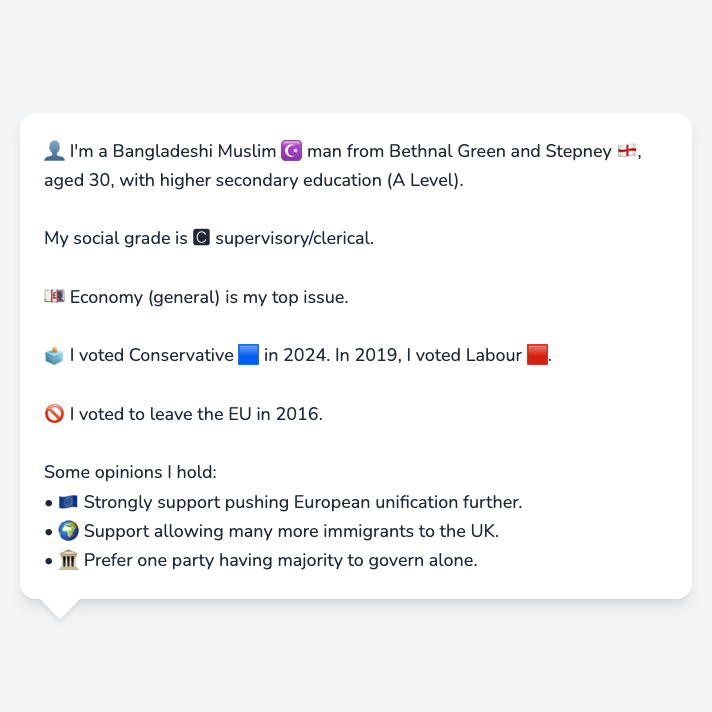 👤 I'm a Bangladeshi Muslim ☪️ man from Bethnal Green and Stepney 🏴󠁧󠁢󠁥󠁮󠁧󠁿,
aged 30, with higher secondary education (A Level).
My social grade is 🅲 supervisory/clerical.
💷 Economy (general) is my top issue.
🗳️ I voted Conservative 🟦 in 2024. In 2019, I voted Labour 🟥.
🚫 I voted to leave the EU in 2016.
Some opinions I hold:
• 🇪🇺 Strongly support pushing European unification further.
• 🌍 Support allowing many more immigrants to the UK.
• 🏛️ Prefer one party having majority to govern alone.